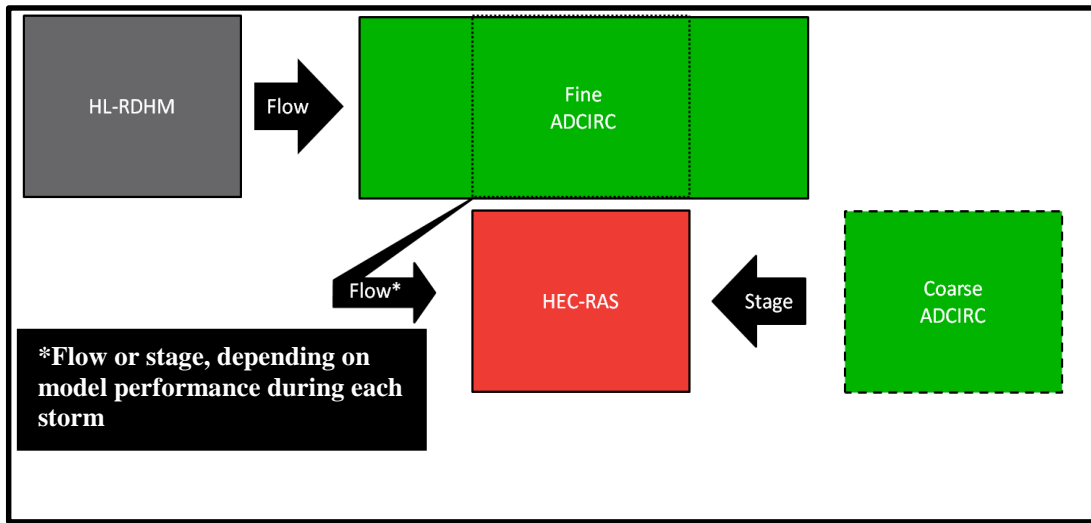 HL-RDHM
Flow
Fine
ADCIRC
Flow*
HEC-RAS
Stage
Coarse
ADCIRC
*Flow or stage, depending on
model performance during each
storm